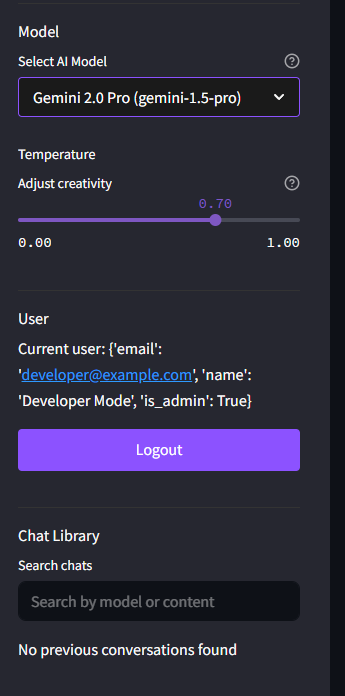 Model
Select AI Model
Gemini 2.0 Pro (gemini-1.5-pro)
Temperature
Adjust creativity
0.70
0.00 1.00
User
Current user: {'email':
'developer@example.com', 'name':
'Developer Mode', 'is_admin': True}
Logout
Chat Library
Search chats
Search by model or content
No previous conversations found